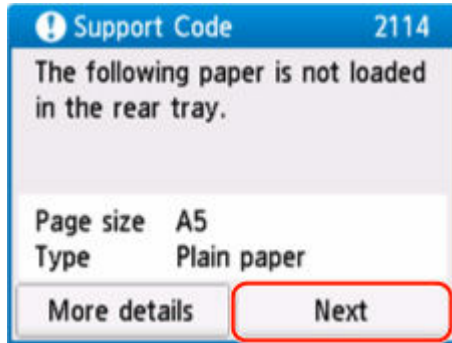 Support Code 2114
The following paper is not loaded
in the rear tray.
Page size A5
Type Plain paper
More details Next